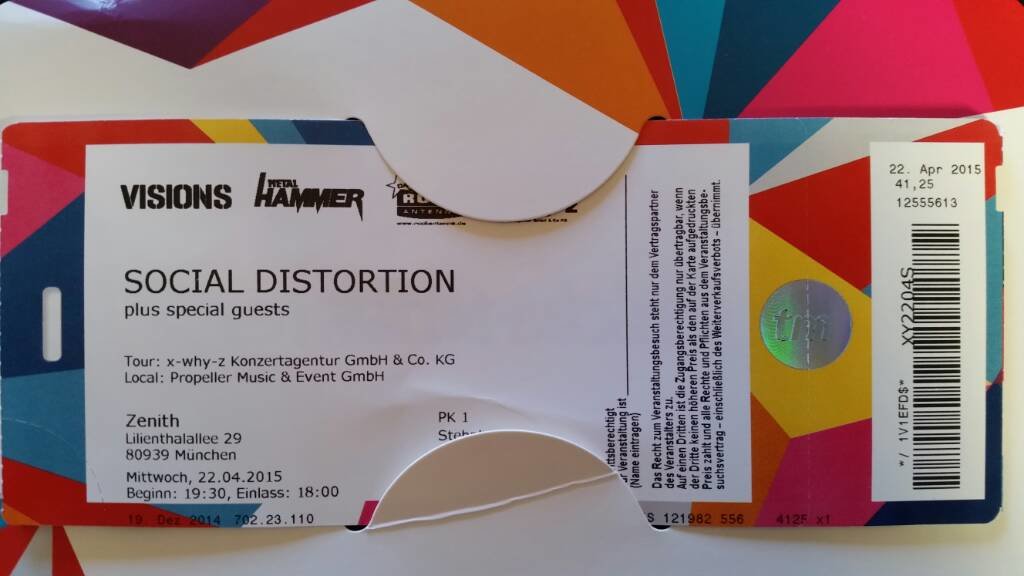 VISIONS
METAL
HAMMER
SOCIAL DISTORTION
plus special guests
Tour: x-why-z Konzertagentur GmbH & Co. KG
Local: Propeller Music & Event GmbH
Zenith
Lilienthalallee 29
80939 München
PK 1
Mittwoch, 22.04.2015
Beginn: 19:30, Einlass: 18:00
19. Dez 2014 702.23.110
(Name eintragen)
Das Recht zum Veranstaltungsbesuch steht nur dem Vertragspartner
des Veranstalters zu.
Auf einen Dritten ist die Zugangsberechtigung nur übertragbar, wenn
der Dritte keinen höheren Preis als den auf der Karte aufgedruckten
Preis zahlt und alle Rechte und Pflichten aus dem Veranstaltungsbe-
suchsvertrag – einschließlich des Weiterverkaufsverbots – übernimmt.
S 121982 556
4125 x1
tm
22. Apr 2015
41,25
12555613
XY2204S
*/ 1V1EFD$*